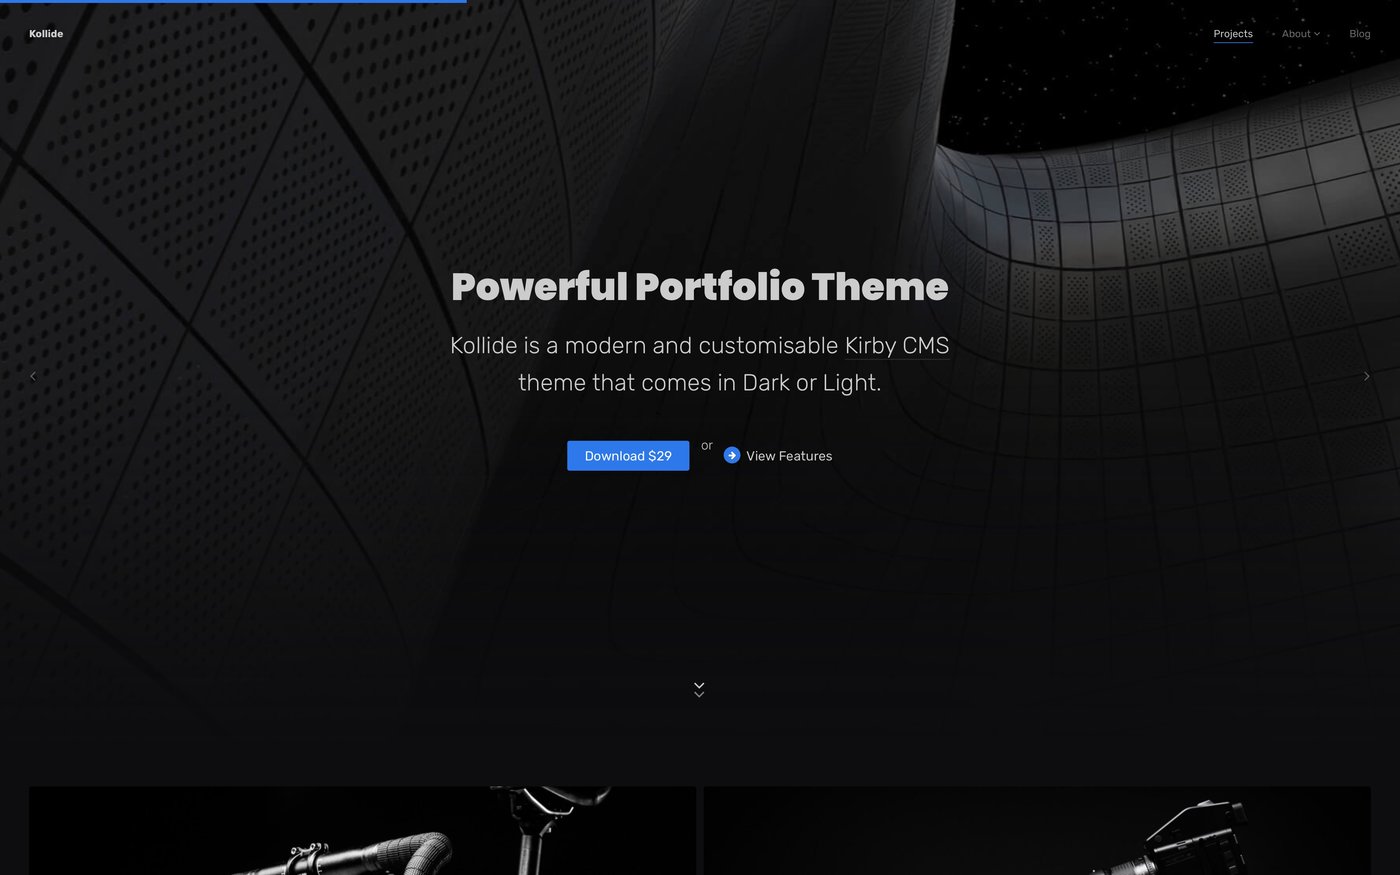 Kollide
Projects
About
Blog
Powerful Portfolio Theme
Kollide is a modern and customisable Kirby CMS
theme that comes in Dark or Light.
Download $29
or
View Features